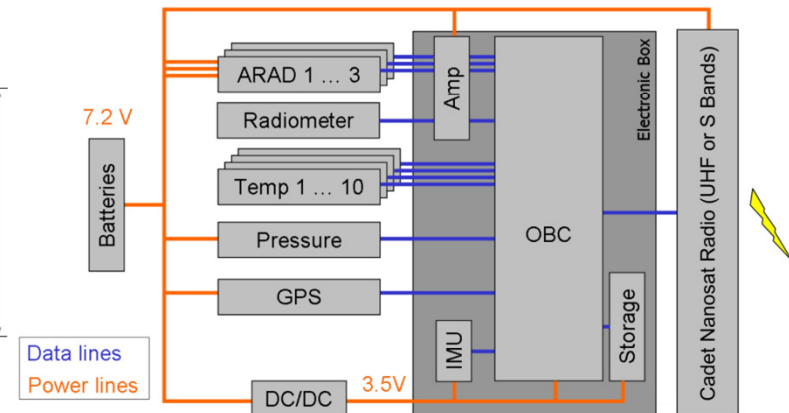 ARAD 1 ... 3
Amp
Electronic Box
Cadet Nanosat Radio (UHF or S Bands)
7.2 V
Radiometer
Batteries
Temp 1 ... 10
OBC
Pressure
GPS
Storage
IMU
Data lines
Power lines
DC/DC
3.5V